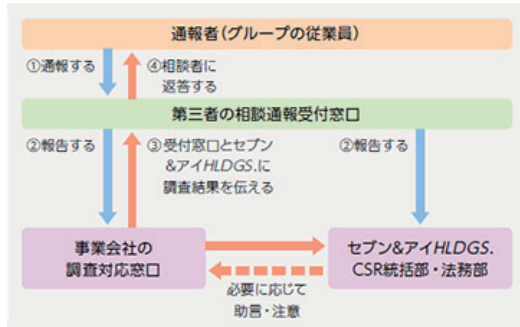 通報者(グループの従業員)
①通報する
④相談者に
返答する
第三者の相談通報受付窓口
②報告する
③受付窓口とセブン
&アイHLDGS.に
調査結果を伝える
②報告する
事業会社の
調査対応窓口
セブン&アイHLDGS.
CSR統括部・法務部
必要に応じて
助言・注意